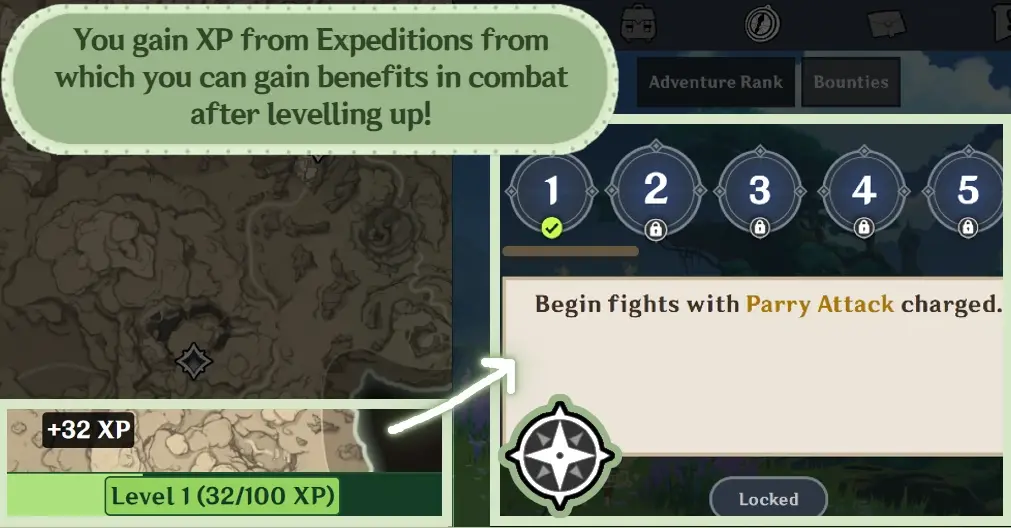 You gain XP from Expeditions from
which you can gain benefits in combat
after levelling up!
Adventure Rank
Bounties
1
2
3
4
5
Begin fights with Parry Attack charged.
+32 XP
Level 1 (32/100 XP)
Locked